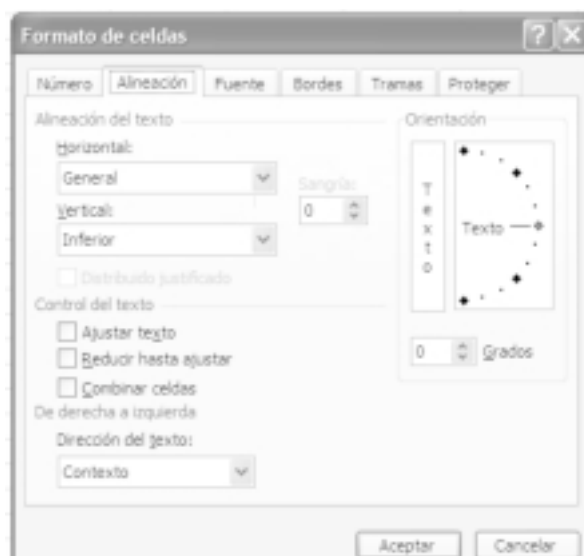 Formato de celdas
Número Alineación Fuente Bordes Tramas Proteger
Alineación del texto
Horizontal:
General
Sangría:
Vertical:
0
Inferior
Distribuido justificado
Control del texto
Ajustar texto
Reducir hasta ajustar
Combinar celdas
De derecha a izquierda
Dirección del texto:
Contexto
Orientación
Texto
Texto
0 Grados
Aceptar Cancelar